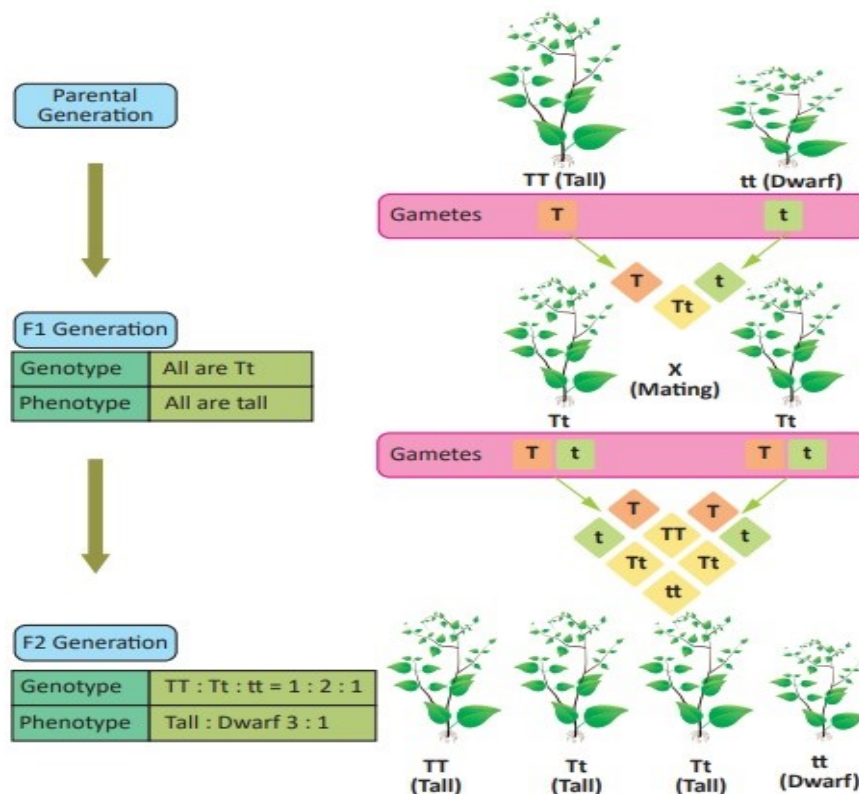 Parental
Generation
TT (Tall)
tt (Dwarf)
Gametes
T
t
T
t
Tt
F1 Generation
Genotype
All are Tt
Phenotype
All are tall
X
(Mating)
Tt
Tt
Gametes
T
t
T
t
T
T
t
TT
t
Tt
Tt
tt
F2 Generation
Genotype
TT : Tt : tt = 1 : 2 : 1
Phenotype
Tall : Dwarf 3 : 1
TT
(Tall)
Tt
(Tall)
Tt
(Tall)
tt
(Dwarf)